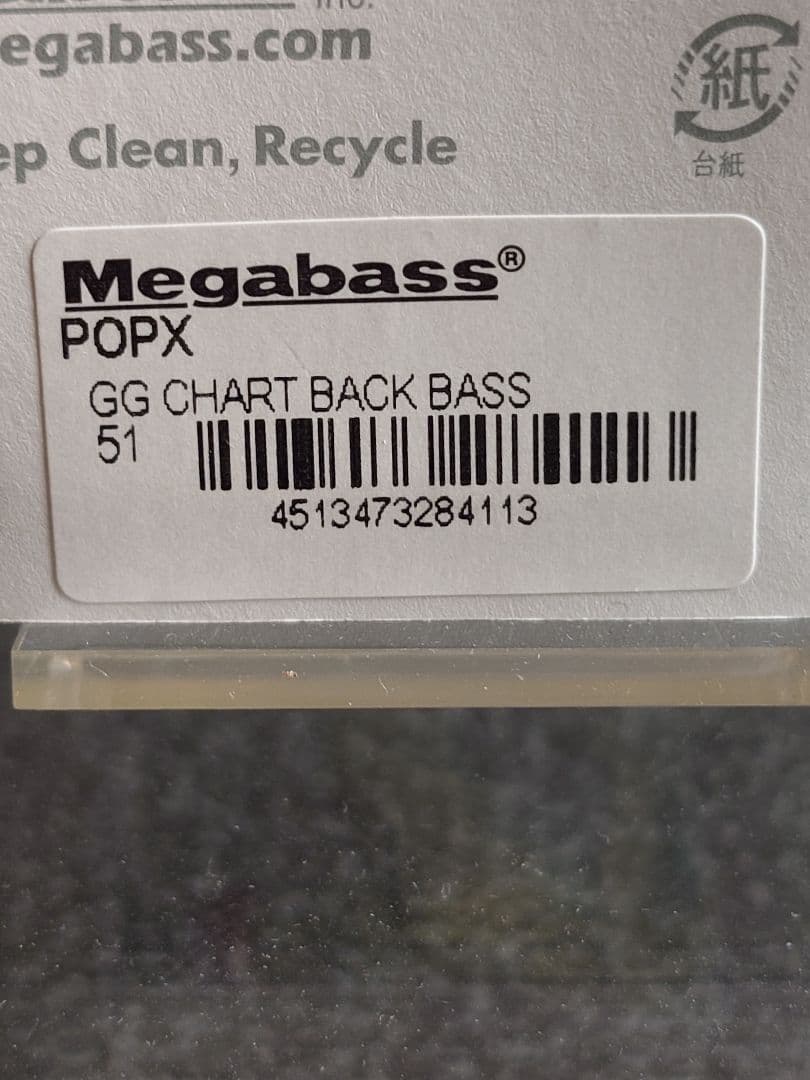 egabass.com
紙
台紙
ep Clean, Recycle
Megabass®
POPX
GG CHART BACK BASS
51
4513473284113